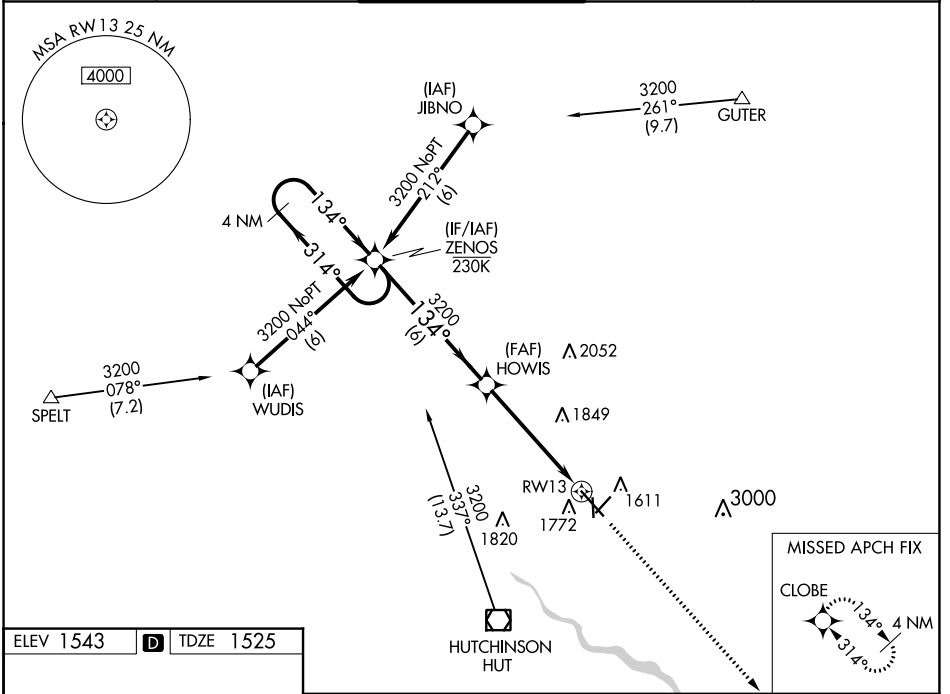 MSA RW13 25 NM
4000
(IAF)
JIBNO
3200
261°
(9.7)
GUTER
3200 NoPT
212°
(6)
4 NM
134°
314°
(IF/IAF)
ZENOS
230K
3200 NoPT
044°
(6)
3200
134°
(6)
(FAF)
HOWIS
2052
3200
078°
(7.2)
SPELT
(IAF)
WUDIS
1849
RW13
1611
3000
1772
1820
3200
337°
(13.7)
HUTCHINSON
HUT
MISSED APCH FIX
CLOBE
134°
4 NM
314°
ELEV 1543 D TDZE 1525